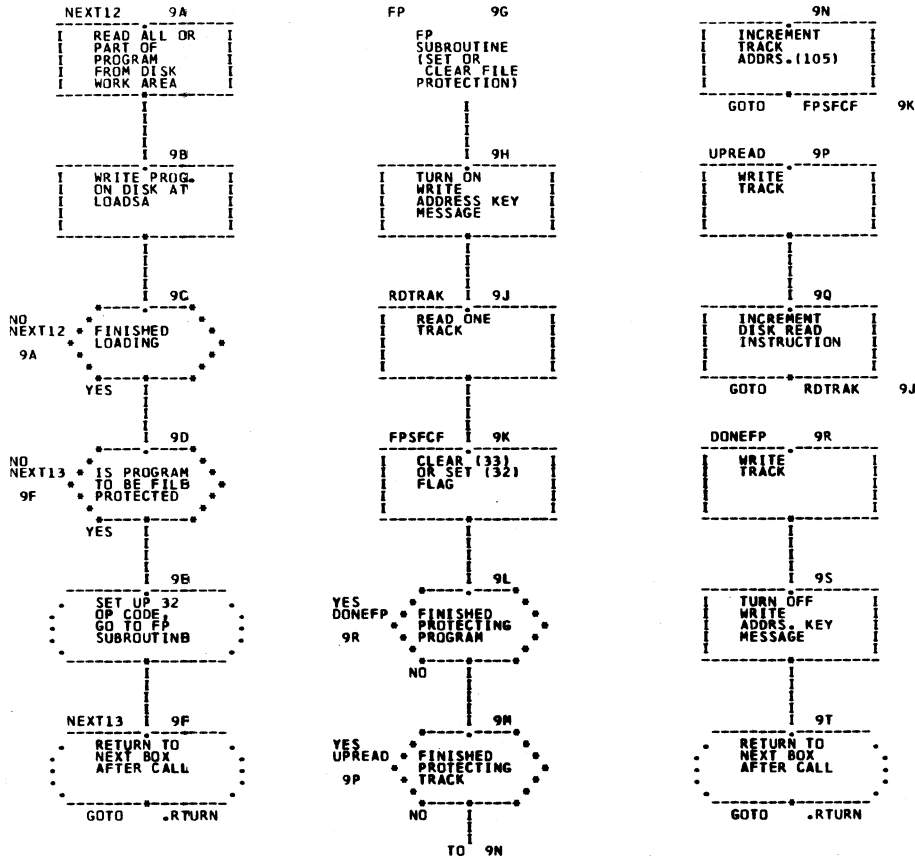 NEXT12 9A
READ ALL OR
PART OF
PROGRAM
FROM DISK
WORK AREA
9B
WRITE PROG.
ON DISK AT
LOADSA
9C
NO
NEXT12
9A
FINISHED
LOADING
YES
9D
NO
NEXT13
9F
IS PROGRAM
TO BE FILB
PROTECTED
YES
9B
SET UP 32
OP CODE,
GO TO FP
SUBROUTINB
NEXT13 9F
RETURN TO
NEXT BOX
AFTER CALL
GOTO .RTURN
FP 9G
FP
SUBROUTINE
(SET OR
CLEAR FILE
PROTECTION)
9H
TURN ON
WRITE
ADDRESS KEY
MESSAGE
RDTRAK 9J
READ ONE
TRACK
FPSFCF 9K
CLEAR (33)
OR SET (32)
FLAG
9L
YES
DONEFP
9R
FINISHED
PROTECTING
PROGRAM
NO
9M
YES
UPREAD
9P
FINISHED
PROTECTING
TRACK
NO
TO 9N
9N
INCREMENT
TRACK
ADDRS.(105)
GOTO FPSFCF 9K
UPREAD 9P
WRITE
TRACK
9Q
INCREMENT
DISK READ
INSTRUCTION
GOTO RDTRAK 9J
DONEFP 9R
WRITE
TRACK
9S
TURN OFF
WRITE
ADDRS. KEY
MESSAGE
9T
RETURN TO
NEXT BOX
AFTER CALL
GOTO .RTURN